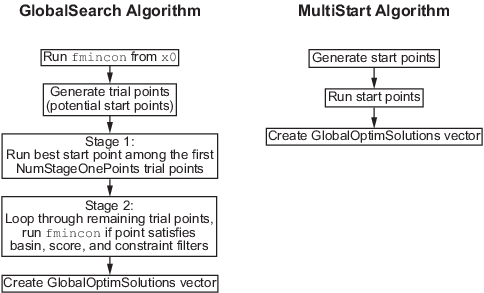 GlobalSearch Algorithm
Run fmincon from x0
Generate trial points
(potential start points)
Stage 1:
Run best start point among the first
NumStageOnePoints trial points
Stage 2:
Loop through remaining trial points,
run fmincon if point satisfies
basin, score, and constraint filters
Create GlobalOptimSolutions vector
MultiStart Algorithm
Generate start points
Run start points
Create GlobalOptimSolutions vector